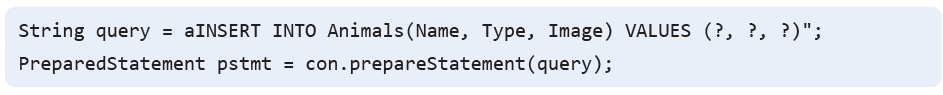 String query = aINSERT INTO Animals(Name, Type, Image) VALUES (?, ?, ?)";
PreparedStatement pstmt = con.prepareStatement(query);